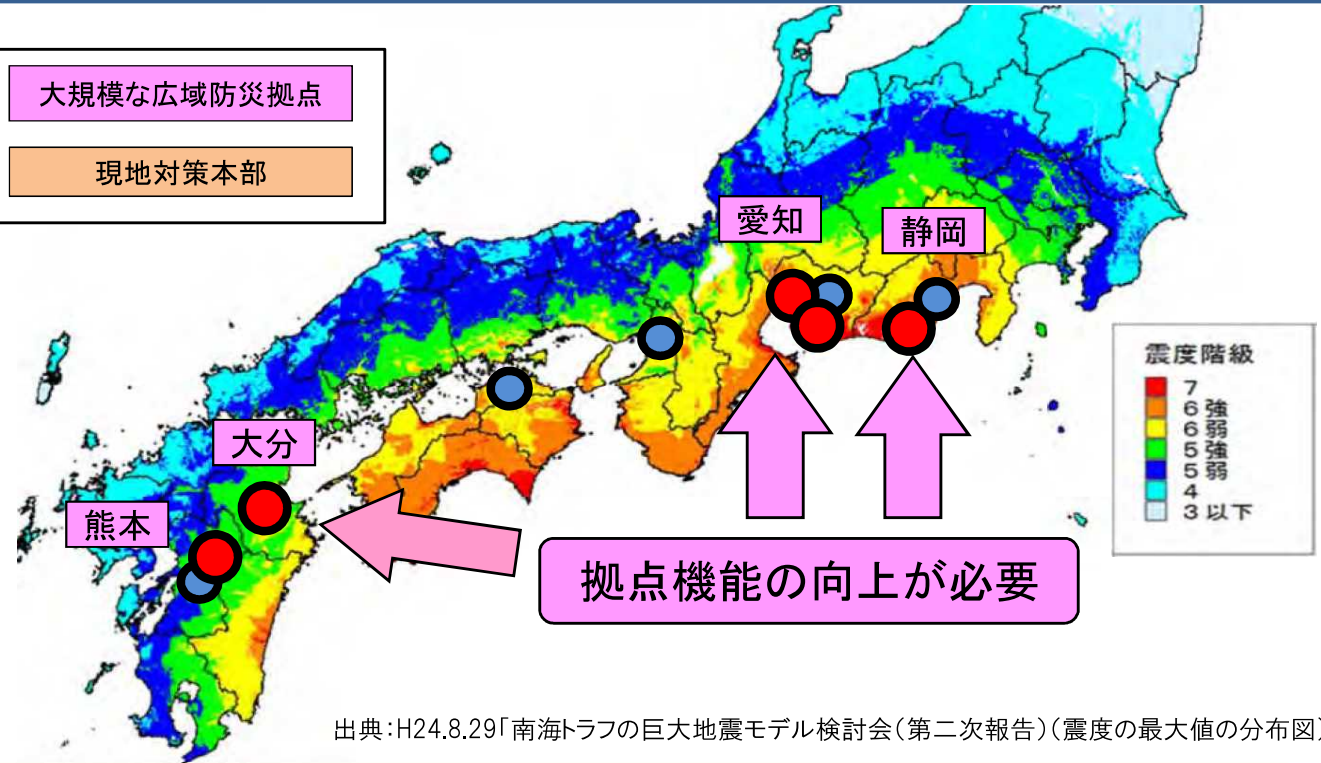 大規模な広域防災拠点
現地対策本部
愛知
静岡
大分
熊本
拠点機能の向上が必要
震度階級
7
6強
6弱
5強
5弱
4
3以下
出典:H24.8.29「南海トラフの巨大地震モデル検討会(第二次報告)(震度の最大値の分布図)